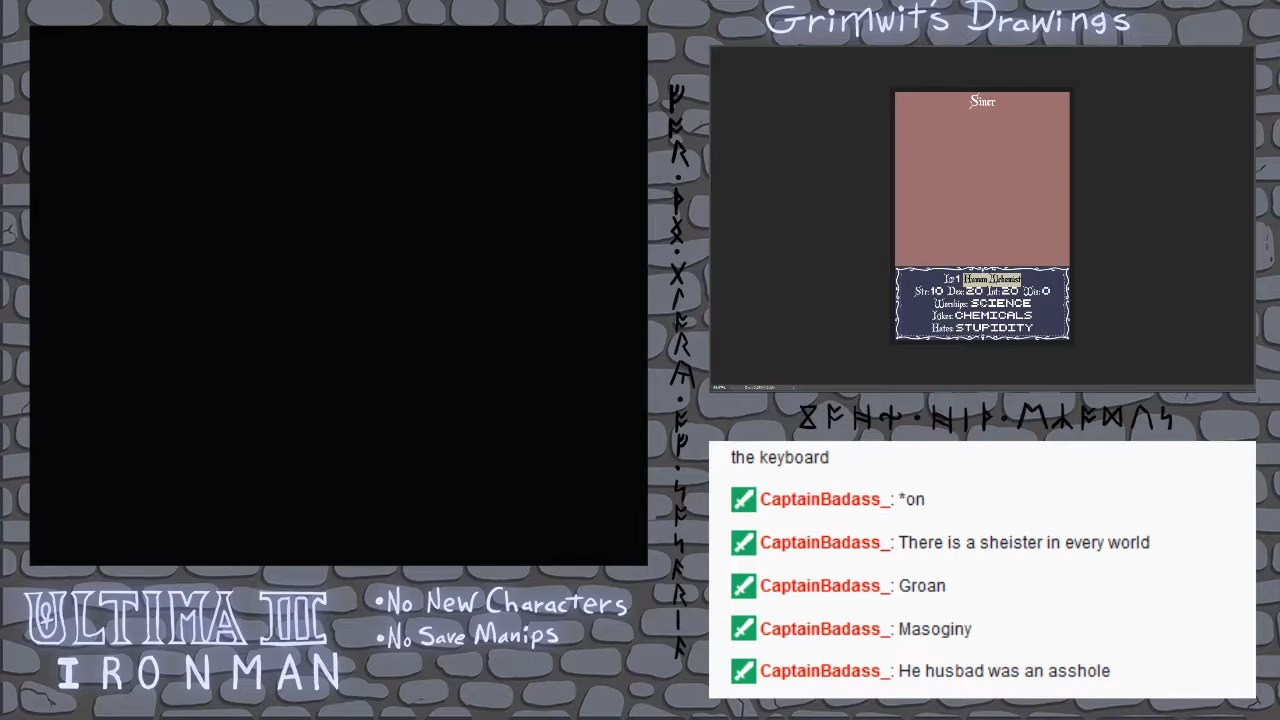 Grimwit's Drawings
Siner
Lv:1 Human Alchemist
Str:10 Dex:20 Int:20 Wis:0
Worships: SCIENCE
Likes: CHEMICALS
Hates: STUPIDITY
the keyboard
CaptainBadass_: *on
CaptainBadass_: There is a sheister in every world
CaptainBadass_: Groan
CaptainBadass_: Masoginy
CaptainBadass_: He husbad was an asshole
ULTIMA III
IRONMAN
•No New Characters
•No Save Manips